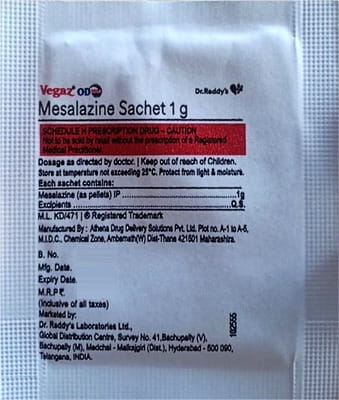 Vegaz® OD
Dr.Reddy's
Mesalazine Sachet 1 g
SCHEDULE H PRESCRIPTION DRUG - CAUTION
Not to be sold by retail without the prescription of a Registered
Medical Practitioner.
Dosage as directed by doctor. | Keep out of reach of Children.
Store at temperature not exceeding 25°C. Protect from light & moisture.
Each sachet contains:
Mesalazine (as pellets) IP ........ 1g
Excipients ........ Q.S.
M.L. KD/471 | ® Registered Trademark
Manufactured By : Athena Drug Delivery Solutions Pvt. Ltd. Plot no. A-1 to A-5,
M.I.D.C., Chemical Zone, Ambernath(W) Dist-Thane 421501 Maharashtra.
B. No.
Mfg. Date.
Expiry Date.
M.R.P ₹.
(Inclusive of all taxes)
Marketed by:
Dr. Reddy's Laboratories Ltd.,
Global Distribution Centre, Survey No. 41, Bachupally (V),
Bachupally (M), Medchal - Malkajgiri (Dist.), Hyderabad - 500 090,
Telangana, INDIA.
102555